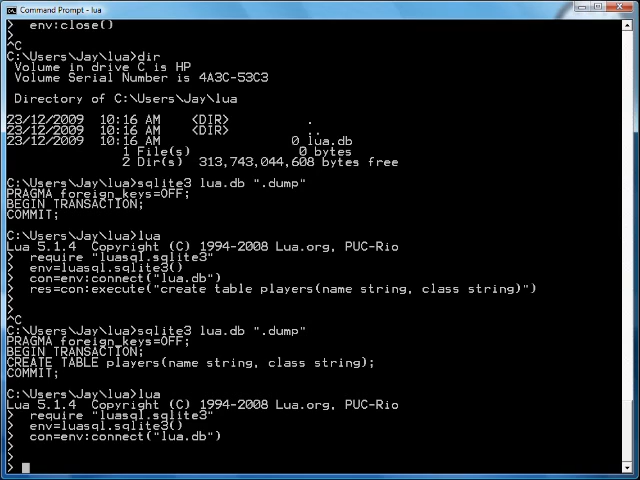 Command Prompt - lua
>  env:close()
>
^C
C:\Users\Jay\lua>dir
Volume in drive C is HP
Volume Serial Number is 4A3C-53C3
Directory of C:\Users\Jay\lua
23/12/2009  10:16 AM    <DIR>          .
23/12/2009  10:16 AM    <DIR>          ..
23/12/2009  10:16 AM                 0 lua.db
1 File(s)              0 bytes
2 Dir(s)  313,743,044,608 bytes free
C:\Users\Jay\lua>sqlite3 lua.db ".dump"
PRAGMA foreign_keys=OFF;
BEGIN TRANSACTION;
COMMIT;
C:\Users\Jay\lua>lua
Lua 5.1.4  Copyright (C) 1994-2008 Lua.org, PUC-Rio
>  require "luasql.sqlite3"
>  env=luasql.sqlite3()
>  con=env:connect("lua.db")
>  res=con:execute("create table players(name string, class string)")
>
>
^C
C:\Users\Jay\lua>sqlite3 lua.db ".dump"
PRAGMA foreign_keys=OFF;
BEGIN TRANSACTION;
CREATE TABLE players(name string, class string);
COMMIT;
C:\Users\Jay\lua>lua
Lua 5.1.4  Copyright (C) 1994-2008 Lua.org, PUC-Rio
>  require "luasql.sqlite3"
>  env=luasql.sqlite3()
>  con=env:connect("lua.db")
>
>
>